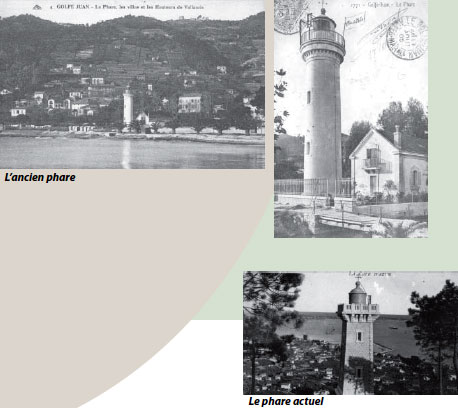 2 GOLFE JUAN - Le Phare, les villas et les Hauteurs de Vallauris
Golfe-Juan - Le Phare
L'ancien phare
Le phare actuel